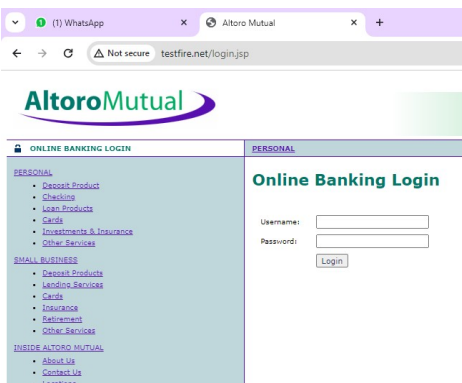 (1) WhatsApp
Altoro Mutual
Not secure testfire.net/login.jsp
AltoroMutual
ONLINE BANKING LOGIN
PERSONAL
Deposit Product
Checking
Loan Products
Cards
Investments & Insurance
Other Services
SMALL BUSINESS
Deposit Products
Lending Services
Cards
Insurance
Retirement
Other Services
INSIDE ALTORO MUTUAL
About Us
Contact Us
Locations
PERSONAL
Online Banking Login
Username:
Password:
Login